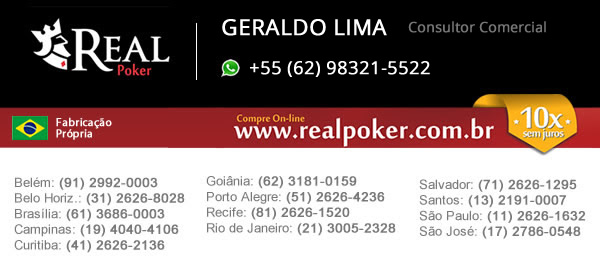 REAL
Poker
GERALDO LIMA Consultor Comercial
+55 (62) 98321-5522
Fabricação
Própria
Compre On-line
www.realpoker.com.br
10x
sem juros
Belém: (91) 2992-0003
Belo Horiz.: (31) 2626-8028
Brasília: (61) 3686-0003
Campinas: (19) 4040-4106
Curitiba: (41) 2626-2136
Goiânia: (62) 3181-0159
Porto Alegre: (51) 2626-4236
Recife: (81) 2626-1520
Rio de Janeiro: (21) 3005-2328
Salvador: (71) 2626-1295
Santos: (13) 2191-0007
São Paulo: (11) 2626-1632
São José: (17) 2786-0548